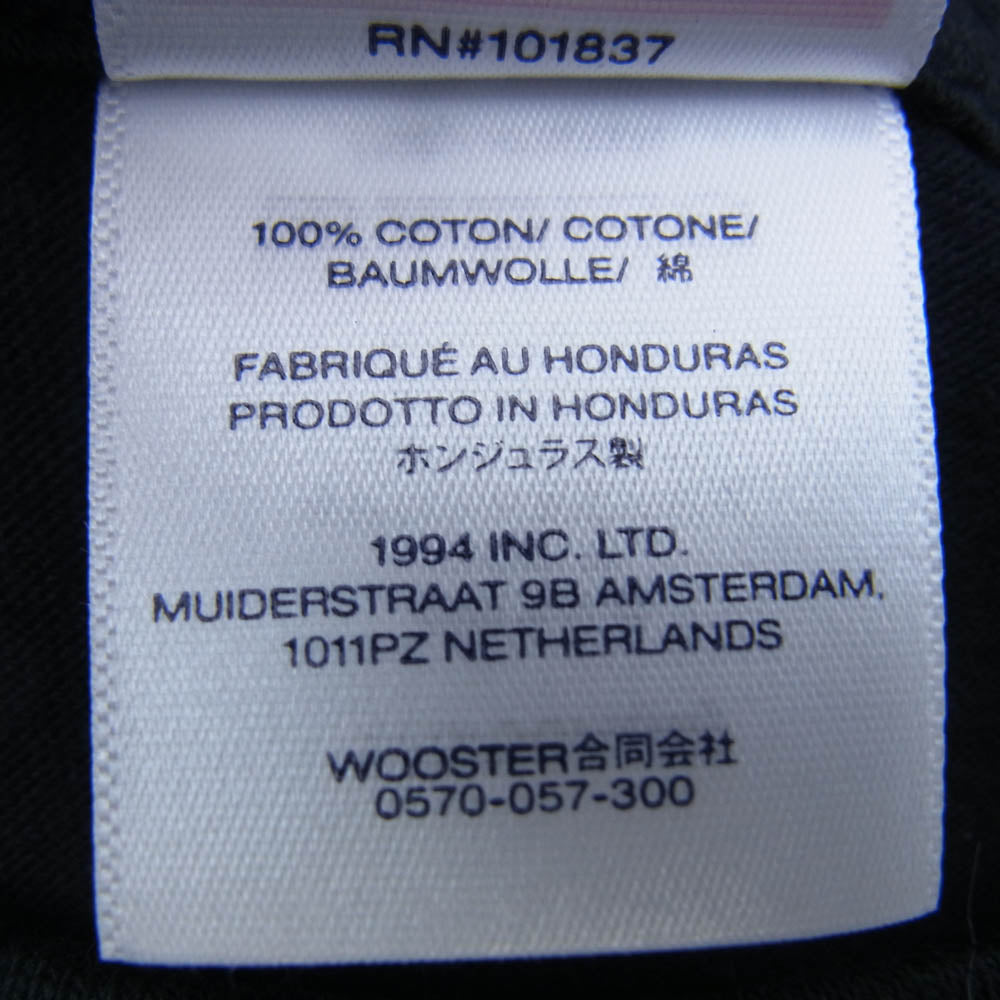 RN#101837
100% COTON/ COTONE/
BAUMWOLLE/ 綿
FABRIQUÉ AU HONDURAS
PRODOTTO IN HONDURAS
ホンジュラス製
1994 INC. LTD.
MUIDERSTRAAT 9B AMSTERDAM,
1011PZ NETHERLANDS
WOOSTER合同会社
0570-057-300